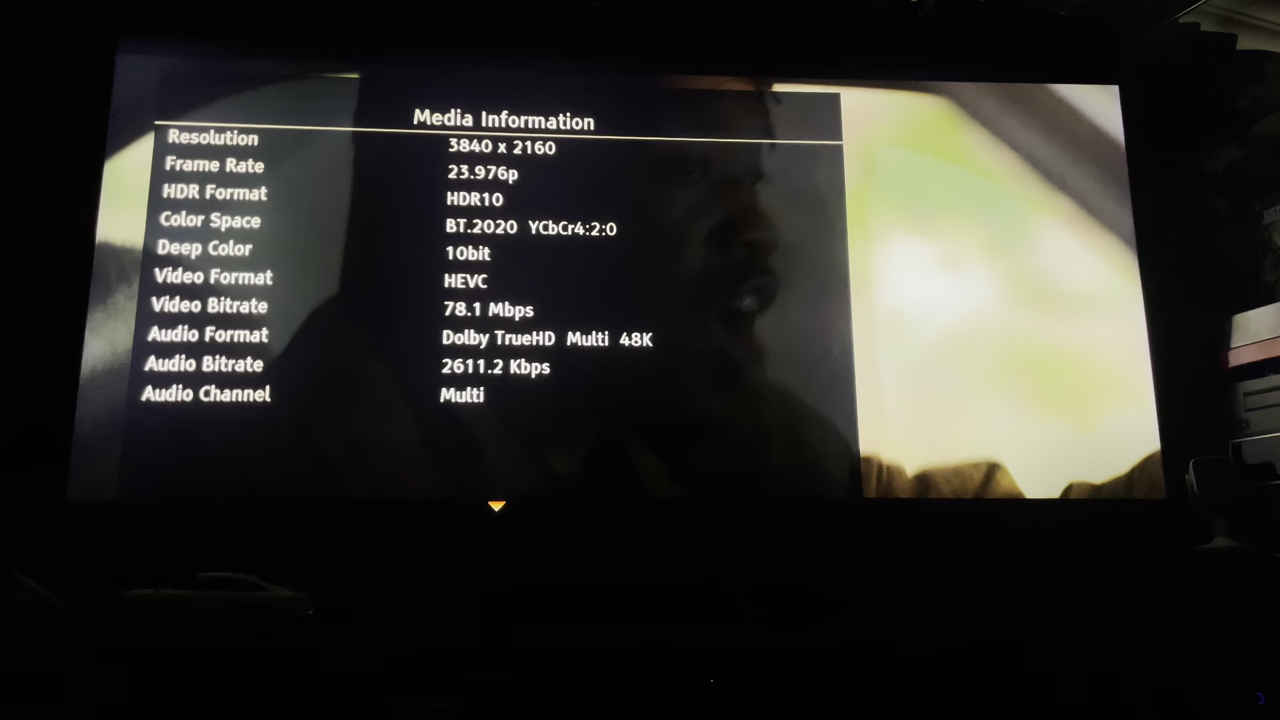 Media Information
Resolution 3840 x 2160
Frame Rate 23.976p
HDR Format HDR10
Color Space BT.2020 YCbCr4:2:0
Deep Color 10bit
Video Format HEVC
Video Bitrate 78.1 Mbps
Audio Format Dolby TrueHD Multi 48K
Audio Bitrate 2611.2 Kbps
Audio Channel Multi